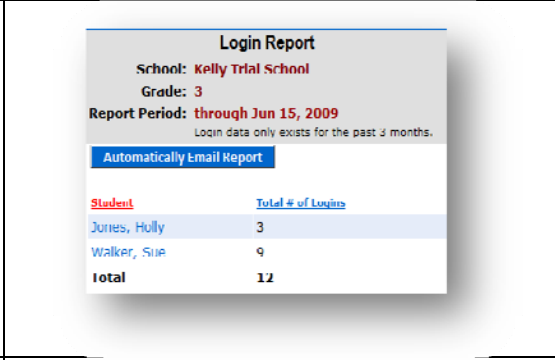 Login Report
School: Kelly Trial School
Grade: 3
Report Period: through Jun 15, 2009
Login data only exists for the past 3 months.
Automatically Email Report
Student Total # of Logins
Jones, Holly 3
Walker, Sue 9
Total 12